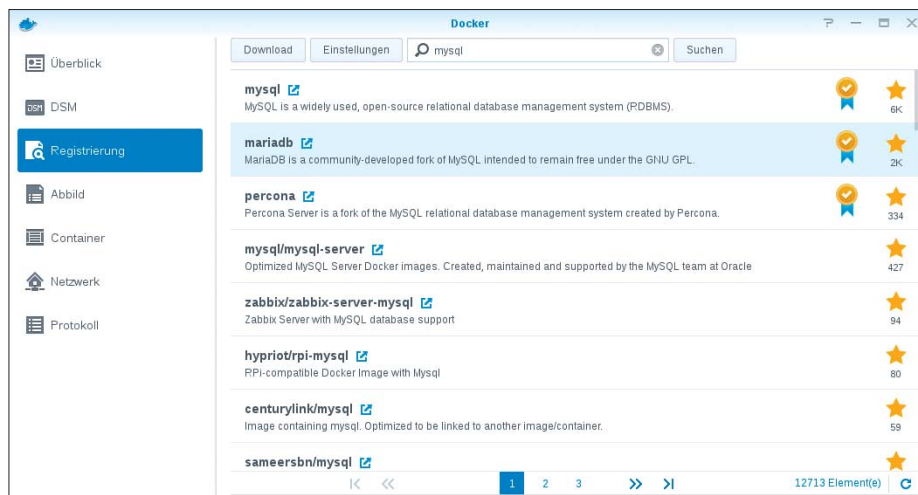 Docker
Überblick
DSM DSM
Registrierung
Abbild
Container
Netzwerk
Protokoll
Download Einstellungen mysql Suchen
mysql
MySQL is a widely used, open-source relational database management system (RDBMS).
6K
mariadb
MariaDB is a community-developed fork of MySQL intended to remain free under the GNU GPL.
2K
percona
Percona Server is a fork of the MySQL relational database management system created by Percona.
334
mysql/mysql-server
Optimized MySQL Server Docker images. Created, maintained and supported by the MySQL team at Oracle
427
zabbix/zabbix-server-mysql
Zabbix Server with MySQL database support
94
hypriot/rpi-mysql
RPi-compatible Docker Image with Mysql
80
centurylink/mysql
Image containing mysql. Optimized to be linked to another image/container.
59
sameersbn/mysql
1 2 3 12713 Element(e)